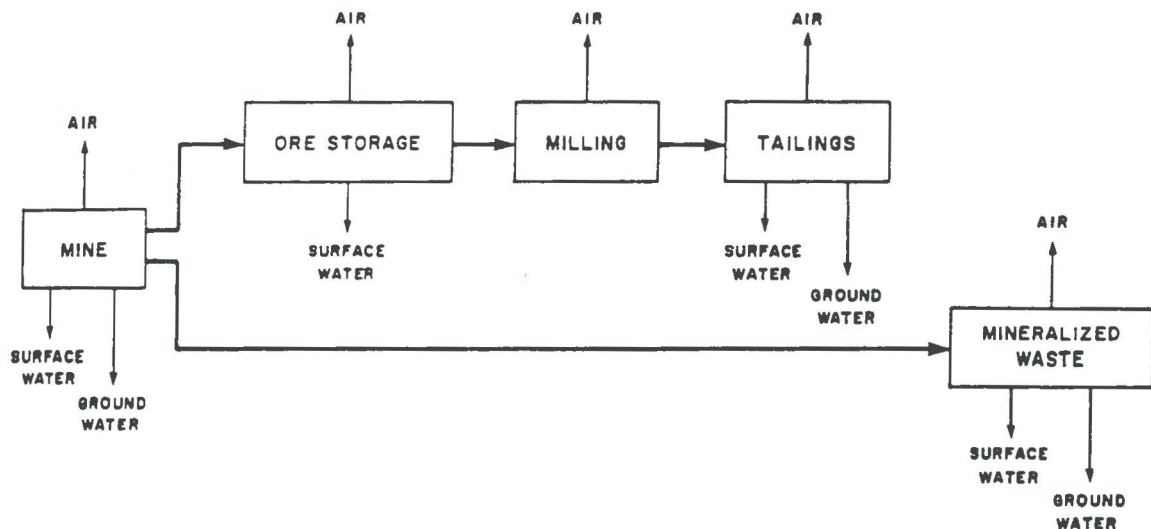 AIR
AIR
AIR
AIR
ORE STORAGE
MILLING
TAILINGS
MINE
SURFACE
WATER
SURFACE
WATER
GROUND
WATER
AIR
MINERALIZED
WASTE
SURFACE
WATER
GROUND
WATER
SURFACE
WATER
GROUND
WATER